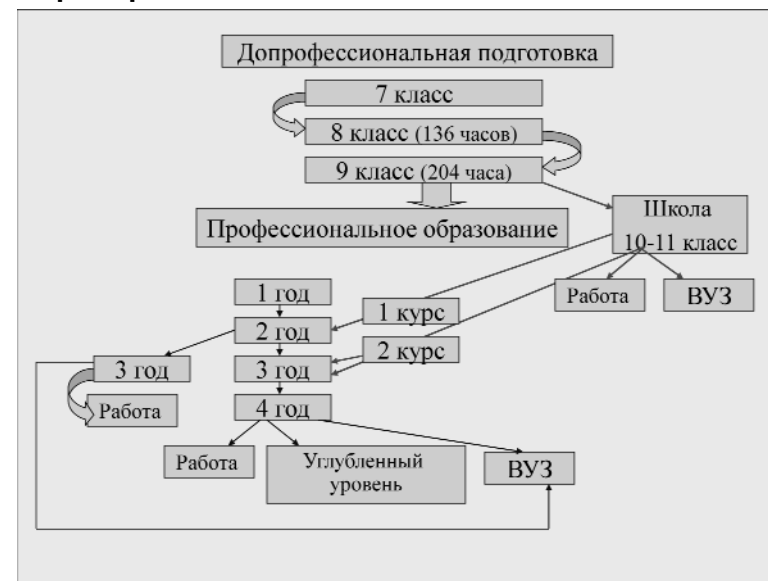 Допрофессиональная подготовка
7 класс
8 класс (136 часов)
9 класс (204 часа)
Школа
10-11 класс
Профессиональное образование
Работа
ВУЗ
1 год
1 курс
2 год
2 курс
3 год
3 год
Работа
4 год
Работа
Углубленный
уровень
ВУЗ